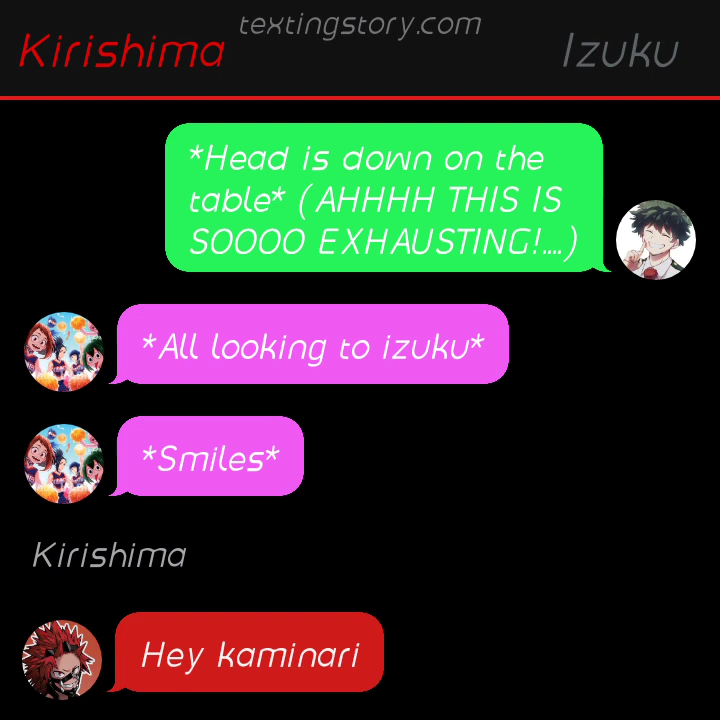 textingstory.com
Kirishima
Izuku
*Head is down on the
table* (AHHHH THIS IS
SOOOO EXHAUSTING!....)
*All looking to izuku*
*Smiles*
Kirishima
Hey kaminari